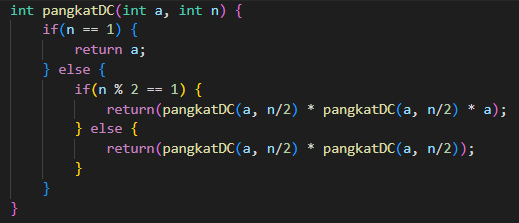 int pangkatDC(int a, int n) {
    if(n == 1) {
        return a;
    } else {
        if(n % 2 == 1) {
            return(pangkatDC(a, n/2) * pangkatDC(a, n/2) * a);
        } else {
            return(pangkatDC(a, n/2) * pangkatDC(a, n/2));
        }
    }
}